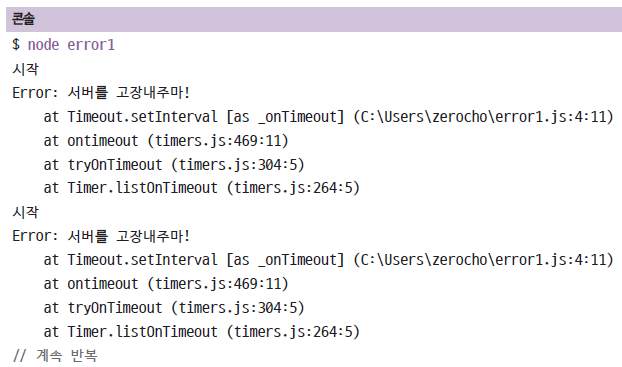 콘솔
$ node error1
시작
Error: 서버를 고장내주마!
    at Timeout.setInterval [as _onTimeout] (C:\Users\zerocho\error1.js:4:11)
    at ontimeout (timers.js:469:11)
    at tryOnTimeout (timers.js:304:5)
    at Timer.listOnTimeout (timers.js:264:5)
시작
Error: 서버를 고장내주마!
    at Timeout.setInterval [as _onTimeout] (C:\Users\zerocho\error1.js:4:11)
    at ontimeout (timers.js:469:11)
    at tryOnTimeout (timers.js:304:5)
    at Timer.listOnTimeout (timers.js:264:5)
// 계속 반복